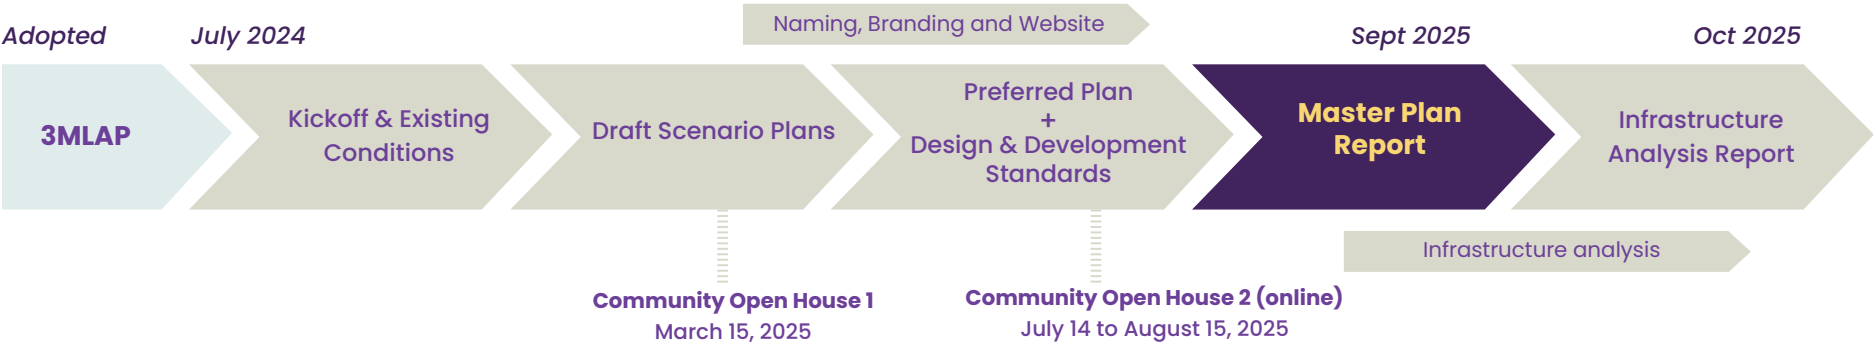 Naming, Branding and Website
Adopted
July 2024
Sept 2025
Oct 2025
3MLAP
Kickoff & Existing
Conditions
Draft Scenario Plans
Preferred Plan
+
Design & Development
Standards
Master Plan
Report
Infrastructure
Analysis Report
Infrastructure analysis
Community Open House 1
March 15, 2025
Community Open House 2 (online)
July 14 to August 15, 2025